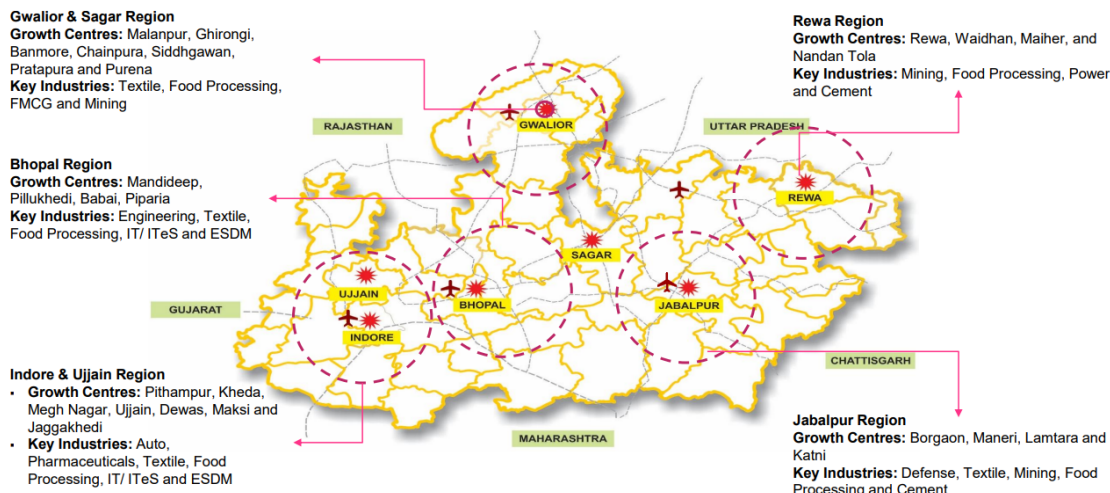 Gwalior & Sagar Region
Growth Centres: Malanpur, Ghirongi,
Banmore, Chainpura, Siddhgawan,
Pratapura and Purena
Key Industries: Textile, Food Processing,
FMCG and Mining
Rewa Region
Growth Centres: Rewa, Waidhan, Maiher, and
Nandan Tola
Key Industries: Mining, Food Processing, Power
and Cement
RAJASTHAN
GWALIOR
UTTAR PRADESH
Bhopal Region
Growth Centres: Mandideep,
Pillukhedi, Babai, Piparia
Key Industries: Engineering, Textile,
Food Processing, IT/ ITeS and ESDM
REWA
SAGAR
UJJAIN
BHOPAL
JABALPUR
GUJARAT
INDORE
CHATTISGARH
MAHARASHTRA
Indore & Ujjain Region
▪ Growth Centres: Pithampur, Kheda,
Megh Nagar, Ujjain, Dewas, Maksi and
Jaggakhedi
▪ Key Industries: Auto,
Pharmaceuticals, Textile, Food
Processing, IT/ ITeS and ESDM
Jabalpur Region
Growth Centres: Borgaon, Maneri, Lamtara and
Katni
Key Industries: Defense, Textile, Mining, Food
Processing and Cement